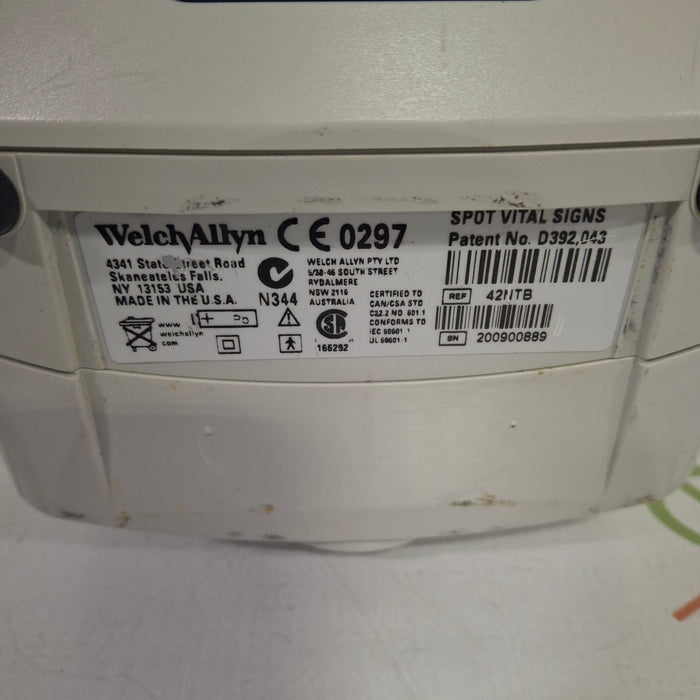 WelchAllyn CE 0297
4341 State Street Road
Skaneateles Falls,
NY 13153 USA
MADE IN THE U.S.A.
N344
WELCH ALLYN PTY LTD
5/38-46 SOUTH STREET
RYDALMERE
NSW 2116
AUSTRALIA
www.
welchallyn.
com
166292
CERTIFIED TO
CAN/CSA STD
C22.2 NO 601.1
CONFORMS TO
IEC 60601 1
UL 60601-1
SPOT VITAL SIGNS
Patent No. D392,043
REF 42NTB
SN 200900889